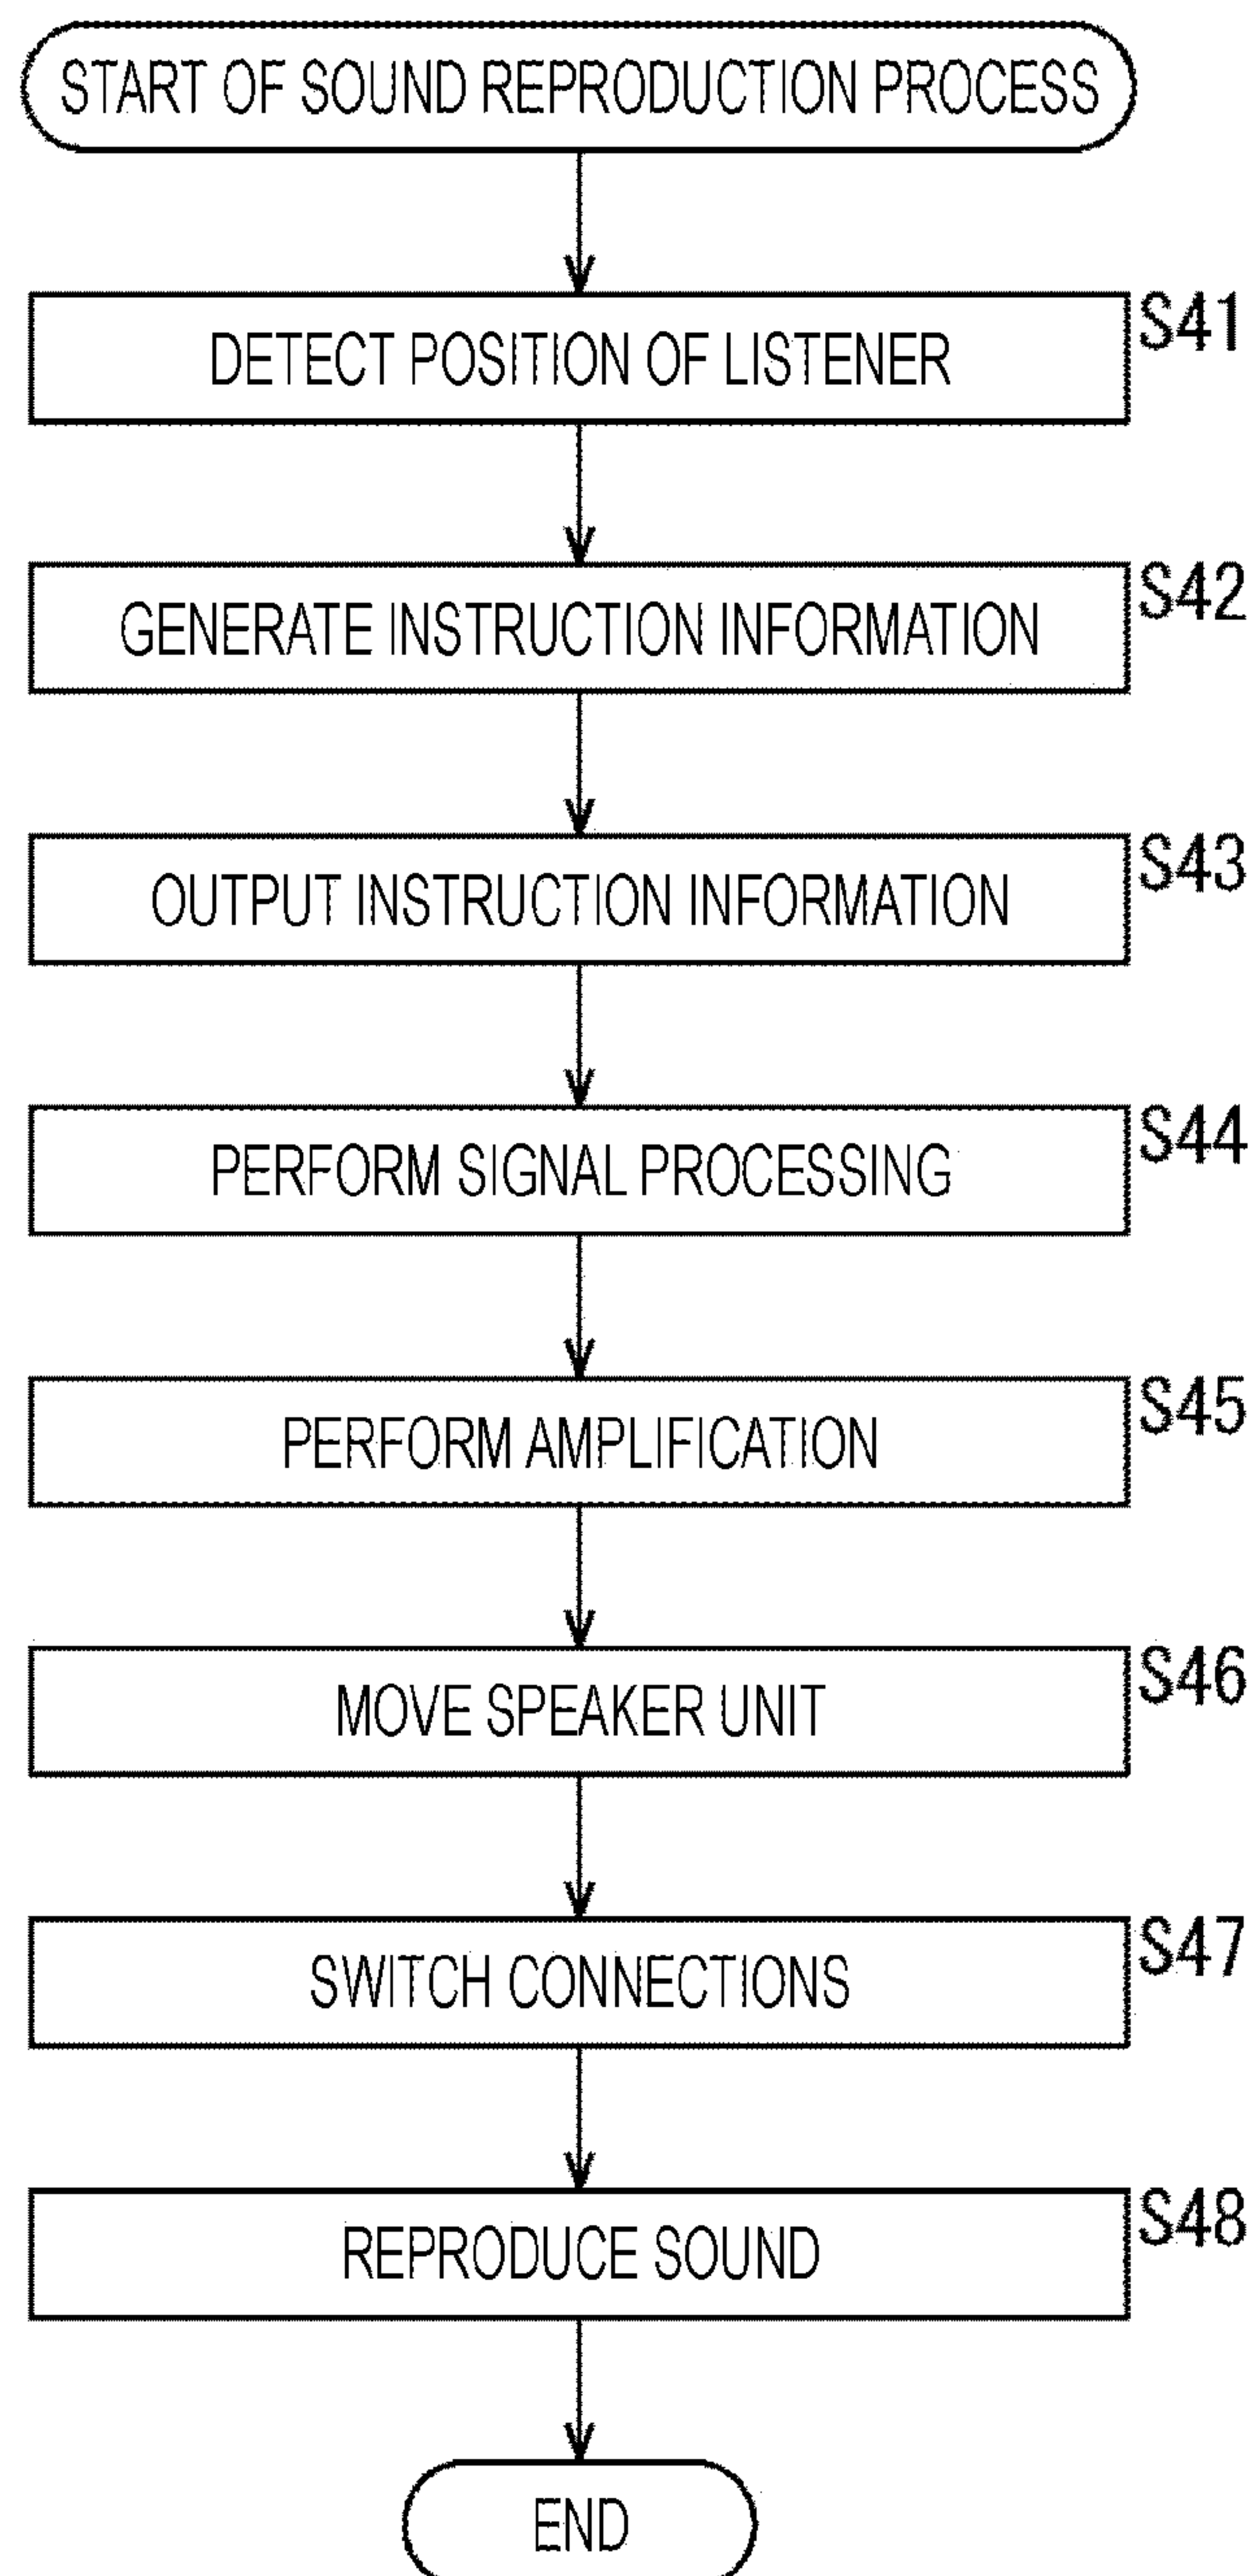 START OF SOUND REPRODUCTION PROCESS
DETECT POSITION OF LISTENER
S41
GENERATE INSTRUCTION INFORMATION
S42
OUTPUT INSTRUCTION INFORMATION
S43
PERFORM SIGNAL PROCESSING
S44
PERFORM AMPLIFICATION
S45
MOVE SPEAKER UNIT
S46
SWITCH CONNECTIONS
S47
REPRODUCE SOUND
S48
END